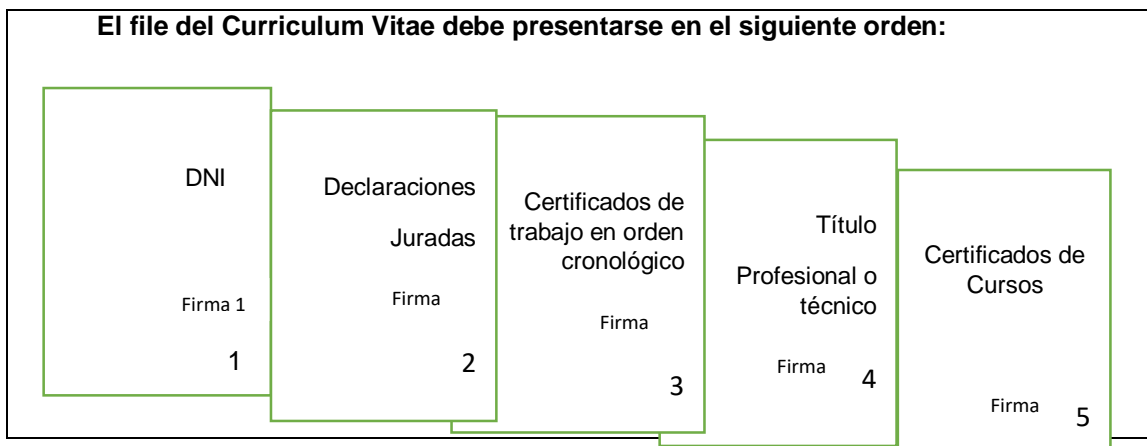 El file del Curriculum Vitae debe presentarse en el siguiente orden:
DNI
Firma 1
1
Declaraciones
Juradas
Firma
2
Certificados de
trabajo en orden
cronológico
Firma
3
Título
Profesional o
técnico
Firma
4
Certificados de
Cursos
Firma
5